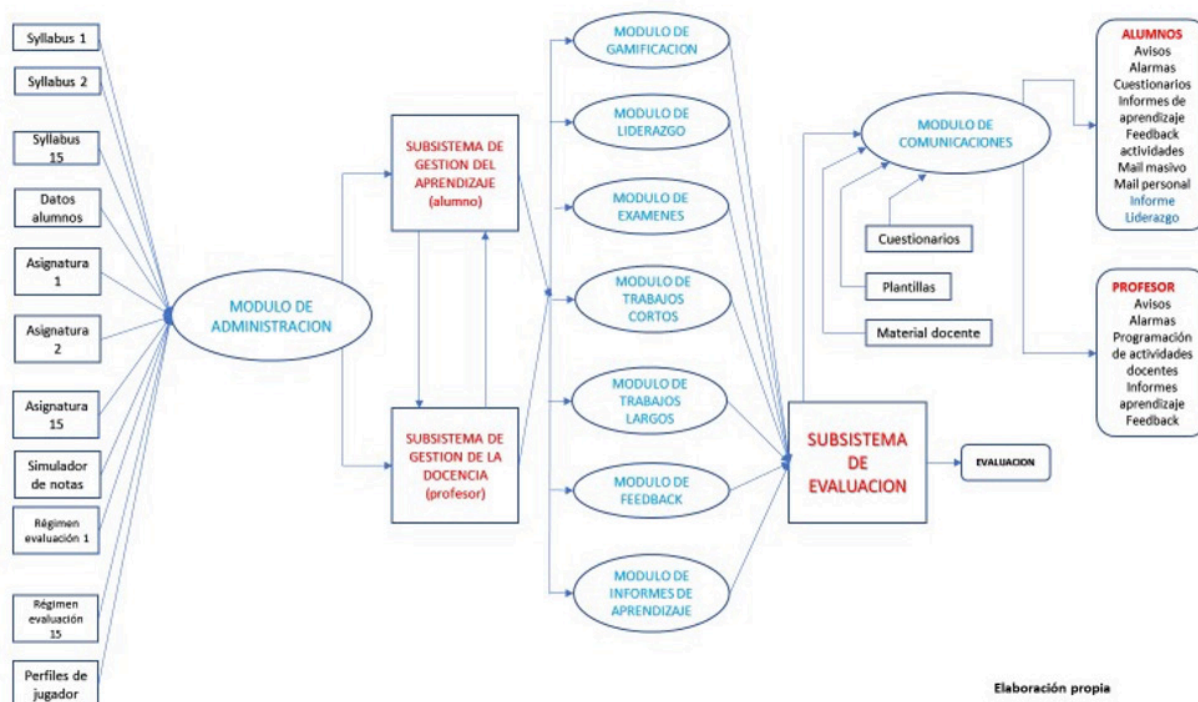 Syllabus 1
Syllabus 2
Syllabus
15
Datos
alumnos
Asignatura
1
Asignatura
2
Asignatura
15
Simulador
de notas
Régimen
evaluación 1
Régimen
evaluación
15
Perfiles de
jugador
MODULO DE
ADMINISTRACION
SUBSISTEMA DE
GESTION DEL
APRENDIZAJE
(alumno)
SUBSISTEMA DE
GESTION DE LA
DOCENCIA
(profesor)
MODULO DE
GAMIFICACION
MODULO DE
LIDERAZGO
MODULO DE
EXAMENES
MODULO DE
TRABAJOS
CORTOS
MODULO DE
TRABAJOS
LARGOS
MODULO DE
FEEDBACK
MODULO DE
INFORMES DE
APRENDIZAJE
SUBSISTEMA
DE
EVALUACION
EVALUACION
MODULO DE
COMUNICACIONES
Cuestionarios
Plantillas
Material docente
ALUMNOS
Avisos
Alarmas
Cuestionarios
Informes de
aprendizaje
Feedback
actividades
Mail masivo
Mail personal
Informe
Liderazgo
PROFESOR
Avisos
Alarmas
Programación
de actividades
docentes
Informes
aprendizaje
Feedback
Elaboración propia